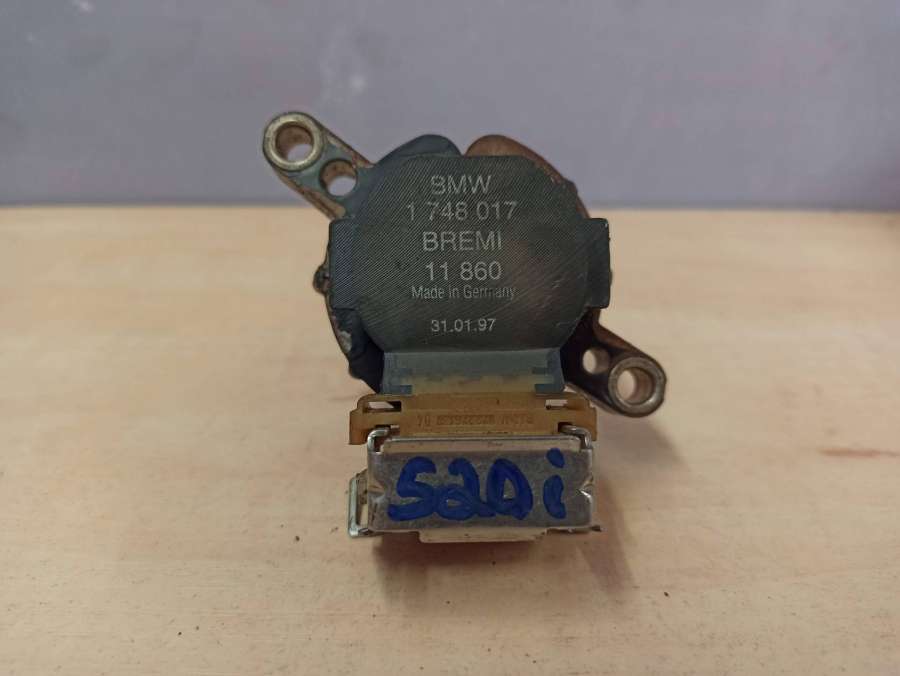 BMW
1 748 017
BREMI
11 860
Made in Germany
31.01.97
520i